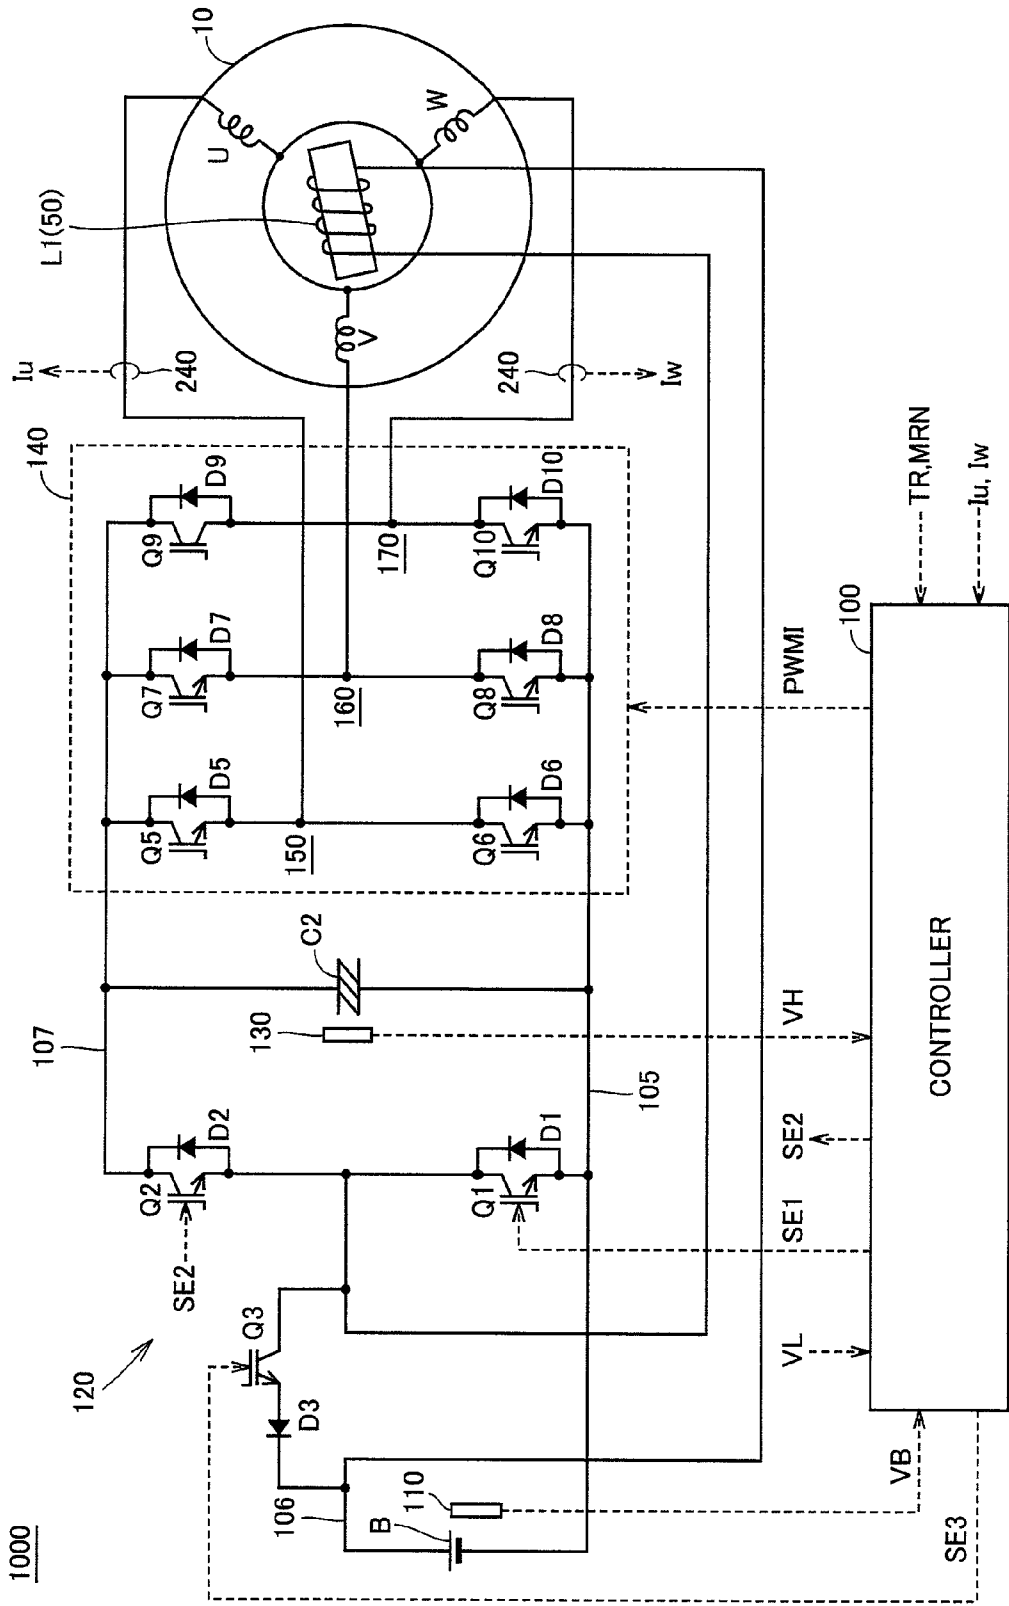 1000
120
107
140
10
L1(50)
U
V
W
Iu
240
240
Iw
SE2
Q2
D2
Q3
D3
106
B
110
Q1
D1
130
C2
105
Q5
D5
Q7
D7
Q9
D9
150
160
170
Q6
D6
Q8
D8
Q10
D10
VB
SE3
VL
SE1
SE2
VH
PWMI
100
CONTROLLER
TR,MRN
Iu, Iw